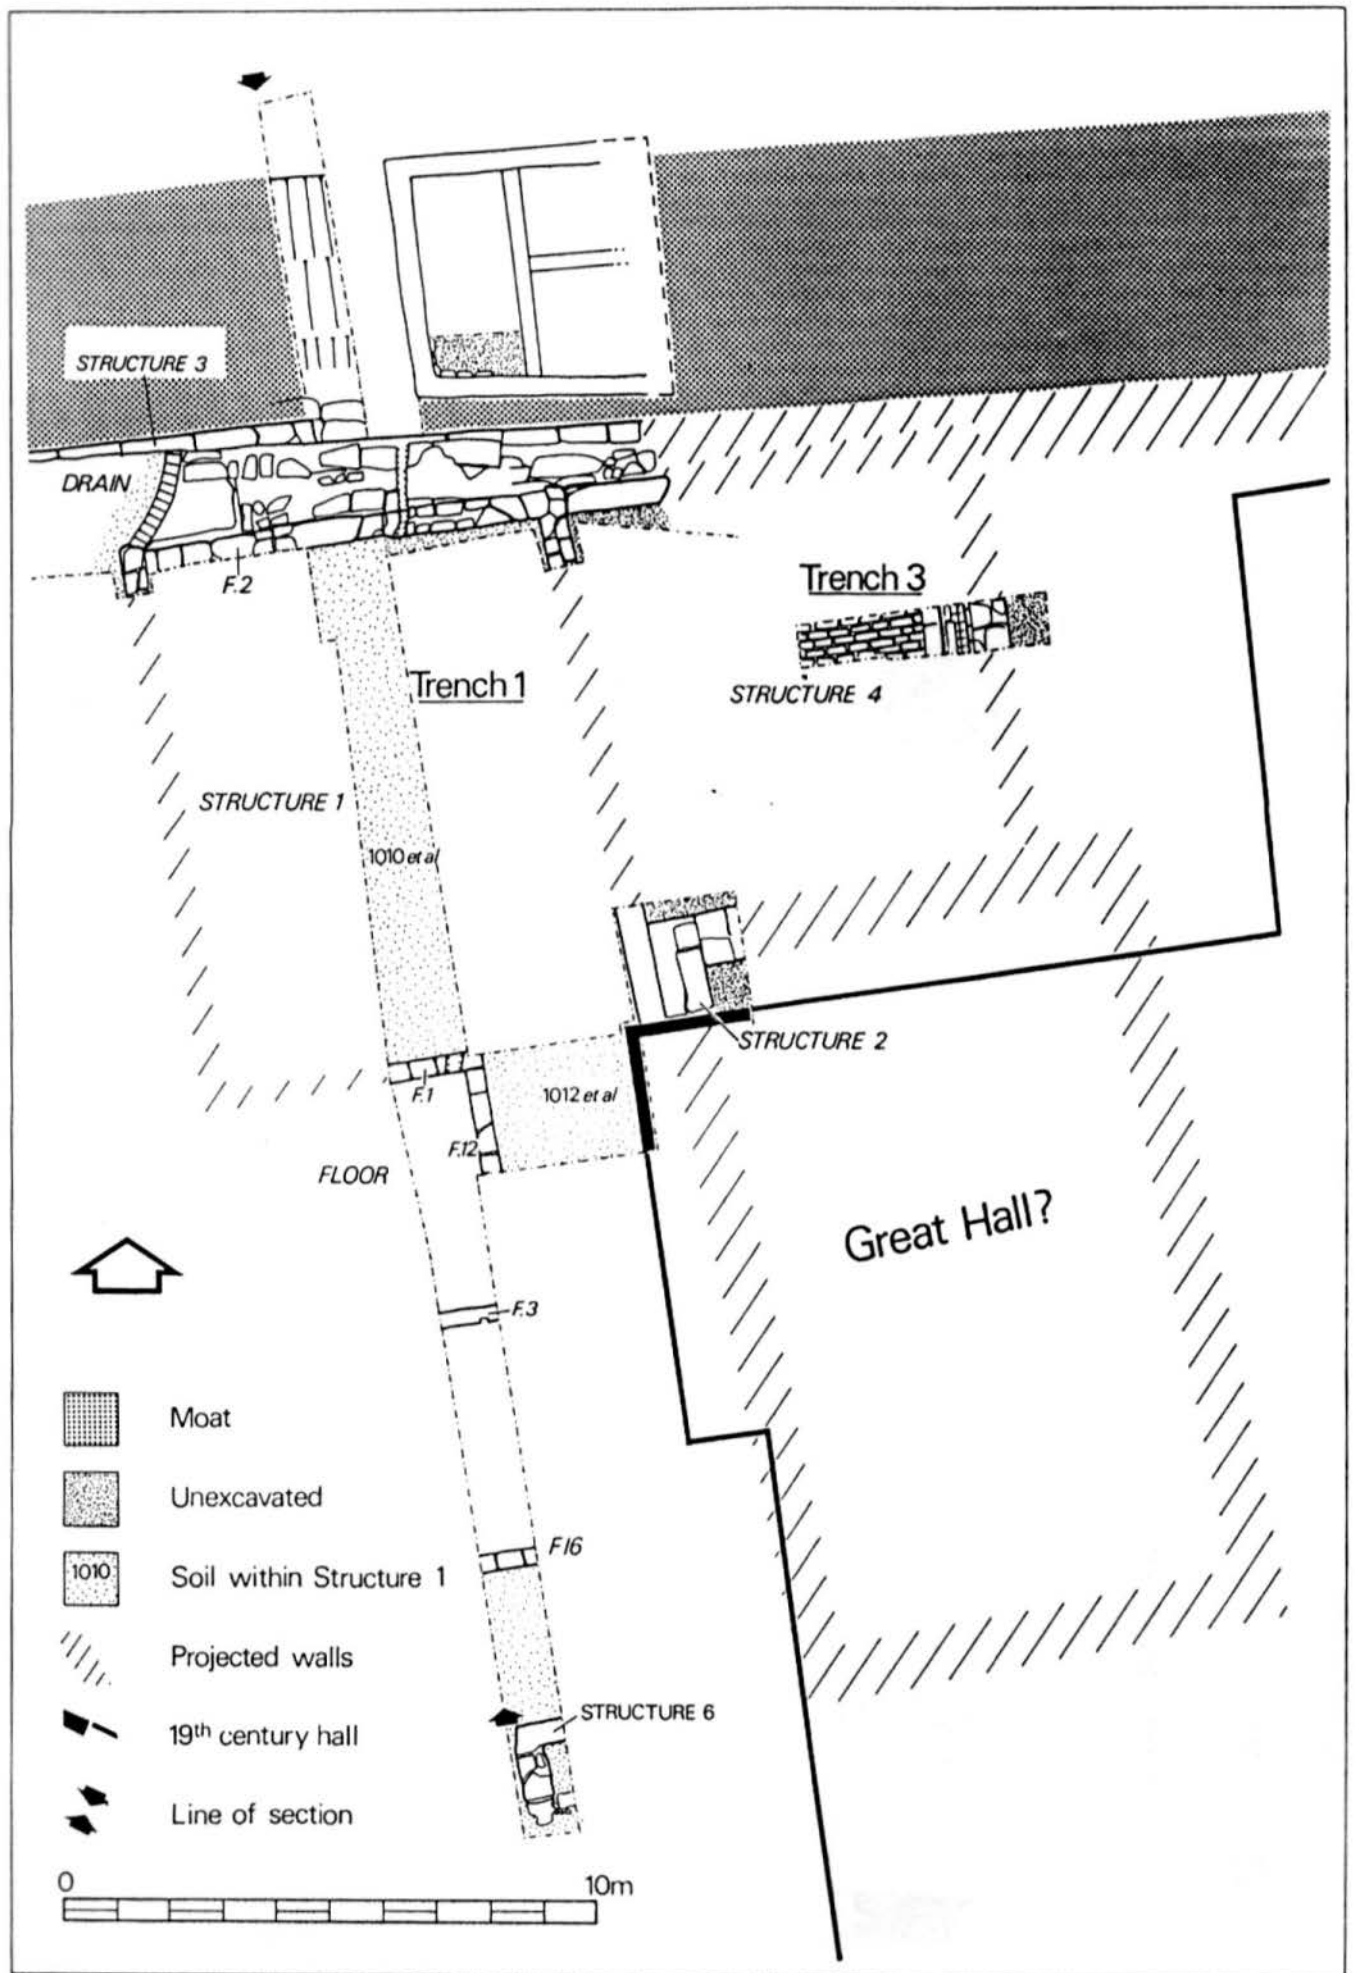 STRUCTURE 3
DRAIN
F.2
Trench 3
STRUCTURE 4
Trench 1
STRUCTURE 1
1010 et al
STRUCTURE 2
F.1
1012 et al
F.12
FLOOR
Great Hall?
F.3
Moat
Unexcavated
F16
1010 Soil within Structure 1
Projected walls
STRUCTURE 6
19th century hall
Line of section
0 10m